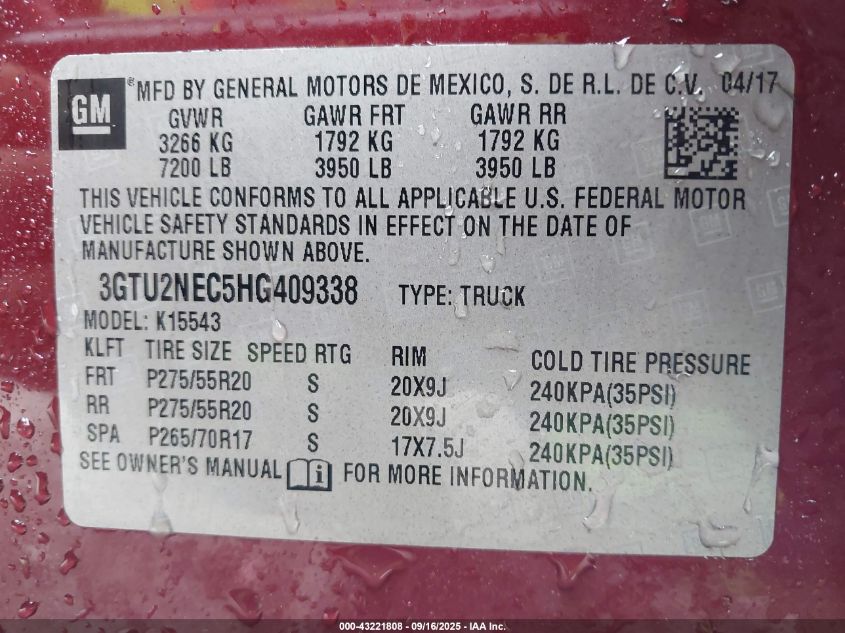 GM ® MFD BY GENERAL MOTORS DE MEXICO, S. DE R.L. DE C.V. 04/17
GVWR GAWR FRT GAWR RR
3266 KG 1792 KG 1792 KG
7200 LB 3950 LB 3950 LB
THIS VEHICLE CONFORMS TO ALL APPLICABLE U.S. FEDERAL MOTOR
VEHICLE SAFETY STANDARDS IN EFFECT ON THE DATE OF
MANUFACTURE SHOWN ABOVE.
3GTU2NEC5HG409338 TYPE: TRUCK
MODEL: K15543
KLFT TIRE SIZE SPEED RTG RIM COLD TIRE PRESSURE
FRT P275/55R20 S 20X9J 240KPA(35PSI)
RR P275/55R20 S 20X9J 240KPA(35PSI)
SPA P265/70R17 S 17X7.5J 240KPA(35PSI)
SEE OWNER'S MANUAL i FOR MORE INFORMATION.
000-43221808 - 09/16/2025 - IAA Inc.